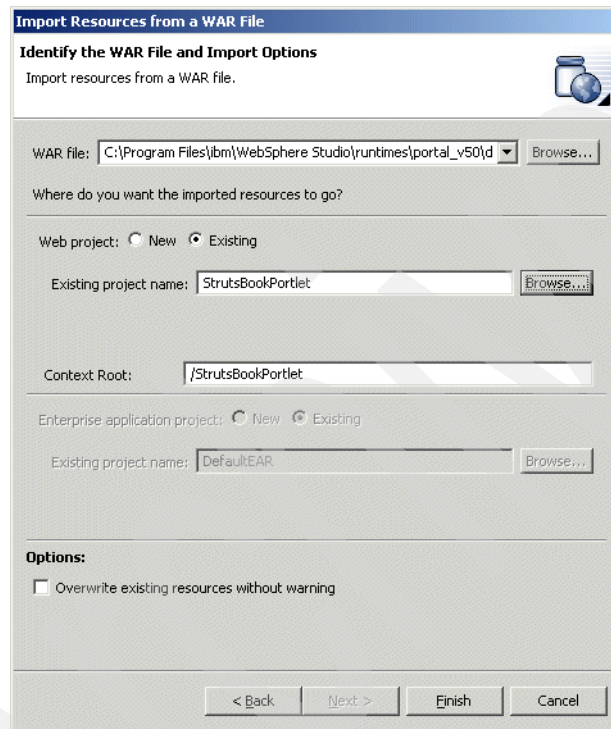 Import Resources from a WAR File
Identify the WAR File and Import Options
Import resources from a WAR file.
WAR file: C:\Program Files\ibm\WebSphere Studio\runtimes\portal_v50\d Browse...
Where do you want the imported resources to go?
Web project: New Existing
Existing project name: StrutsBookPortlet Browse...
Context Root: /StrutsBookPortlet
Enterprise application project: New Existing
Existing project name: DefaultEAR Browse...
Options:
Overwrite existing resources without warning
< Back Next > Finish Cancel